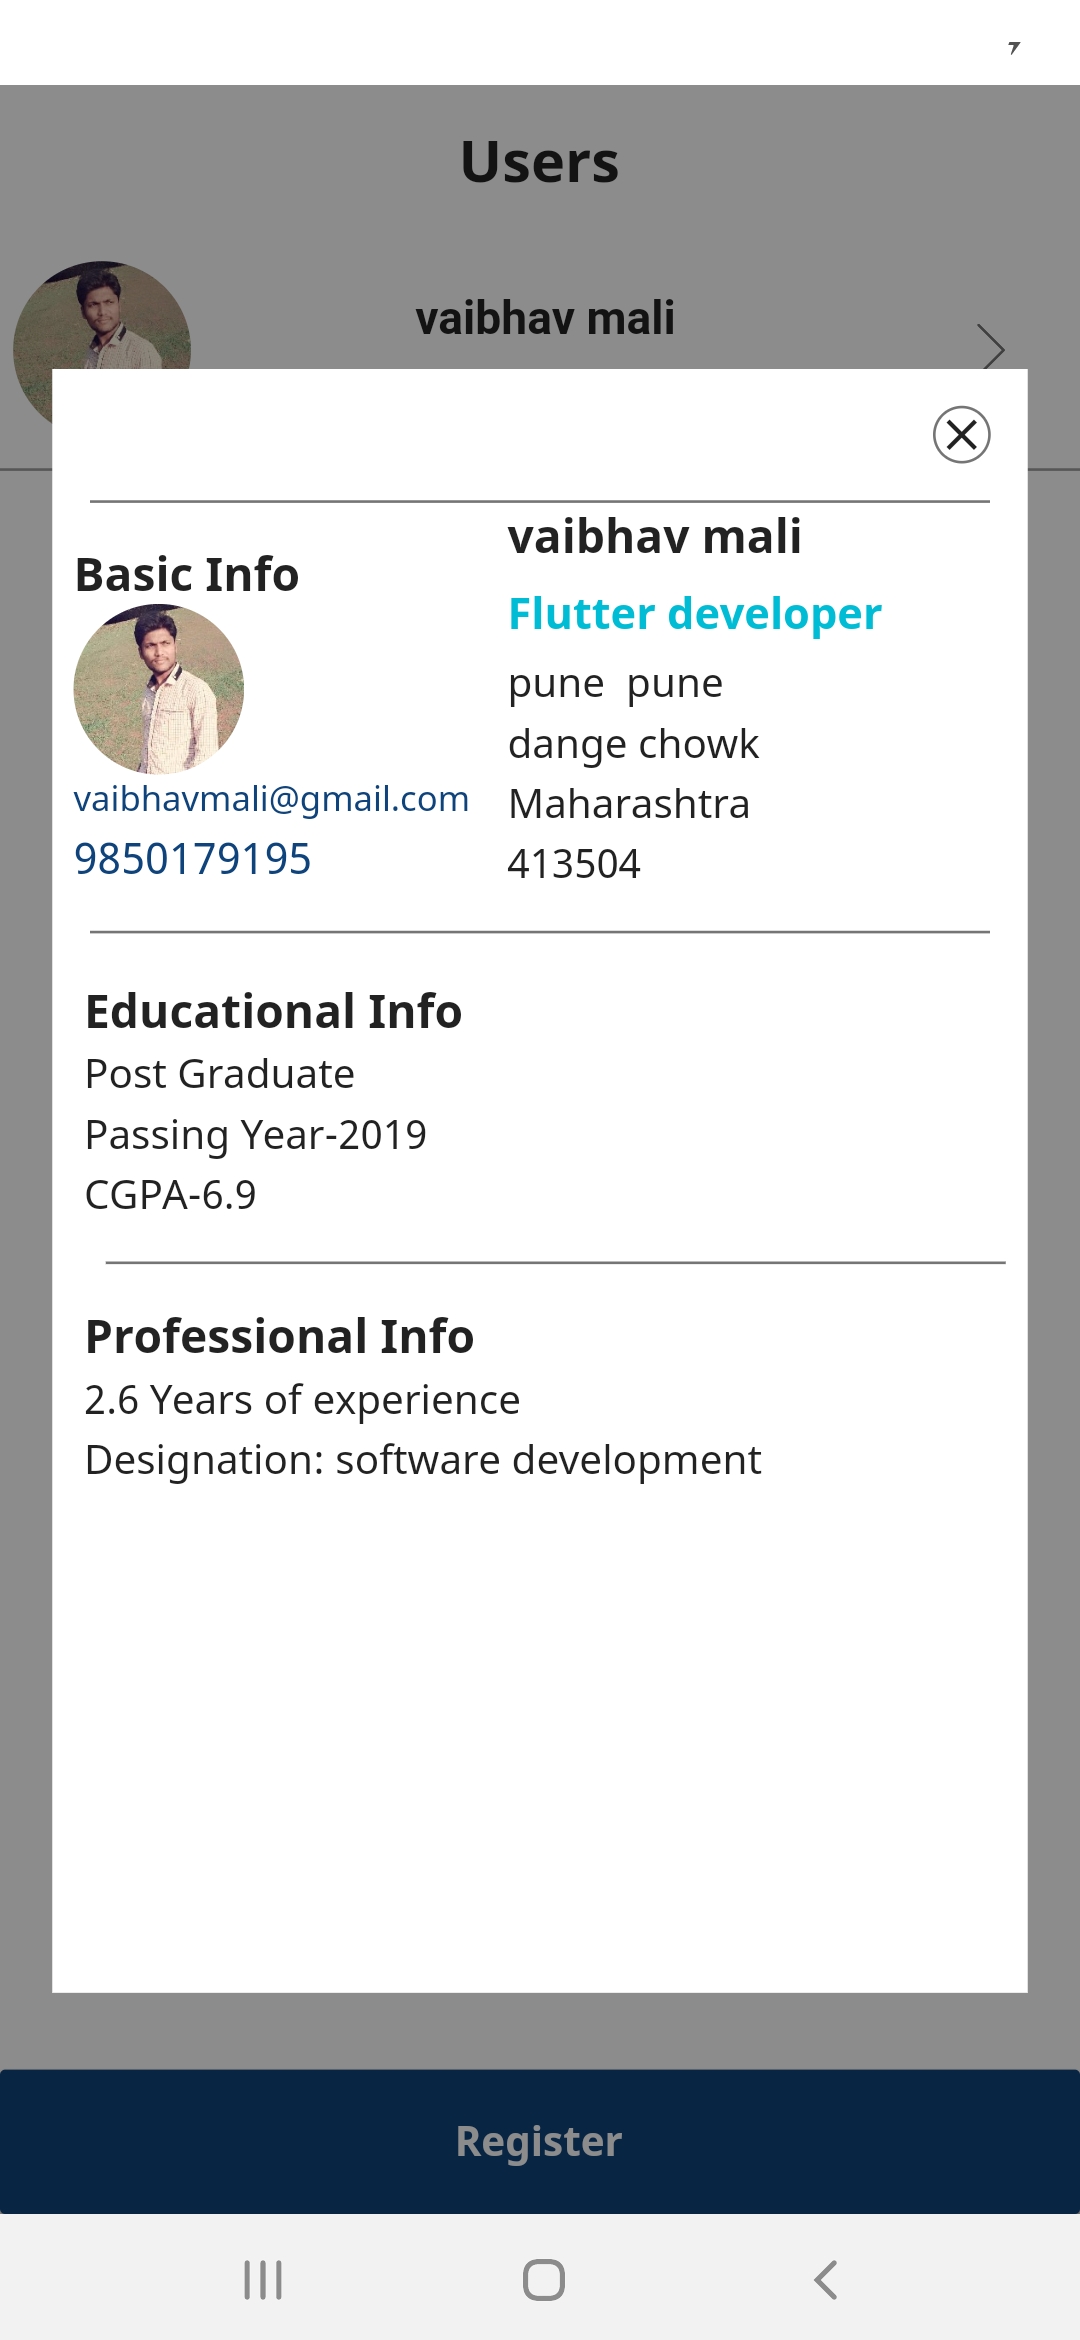 Users
vaibhav mali
Basic Info
vaibhavmali@gmail.com
9850179195
vaibhav mali
Flutter developer
pune  pune
dange chowk
Maharashtra
413504
Educational Info
Post Graduate
Passing Year-2019
CGPA-6.9
Professional Info
2.6 Years of experience
Designation: software development
Register